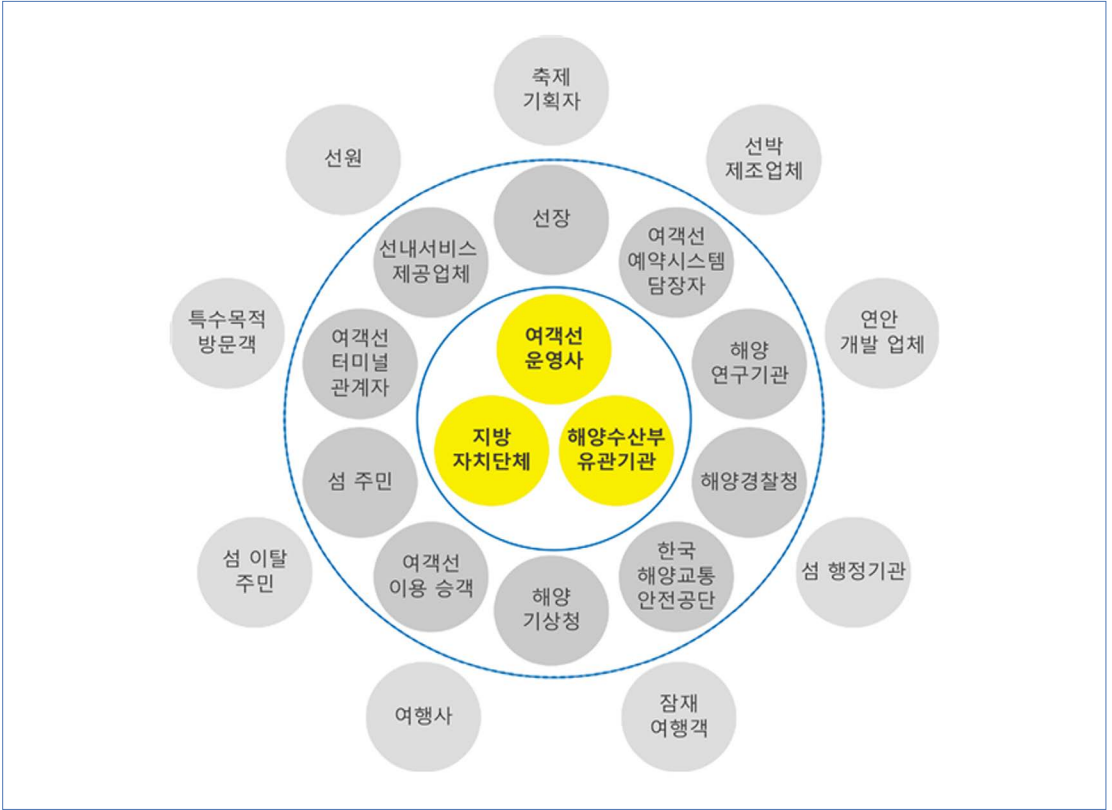 축제
기획자
선원
선박
제조업체
선장
선내서비스
제공업체
여객선
예약시스템
담장자
특수목적
방문객
연안
개발 업체
여객선
터미널
관계자
여객선
운영사
해양
연구기관
지방
자치단체
해양수산부
유관기관
섬 주민
해양경찰청
섬 이탈
주민
여객선
이용 승객
해양
기상청
한국
해양교통
안전공단
섬 행정기관
여행사
잠재
여행객